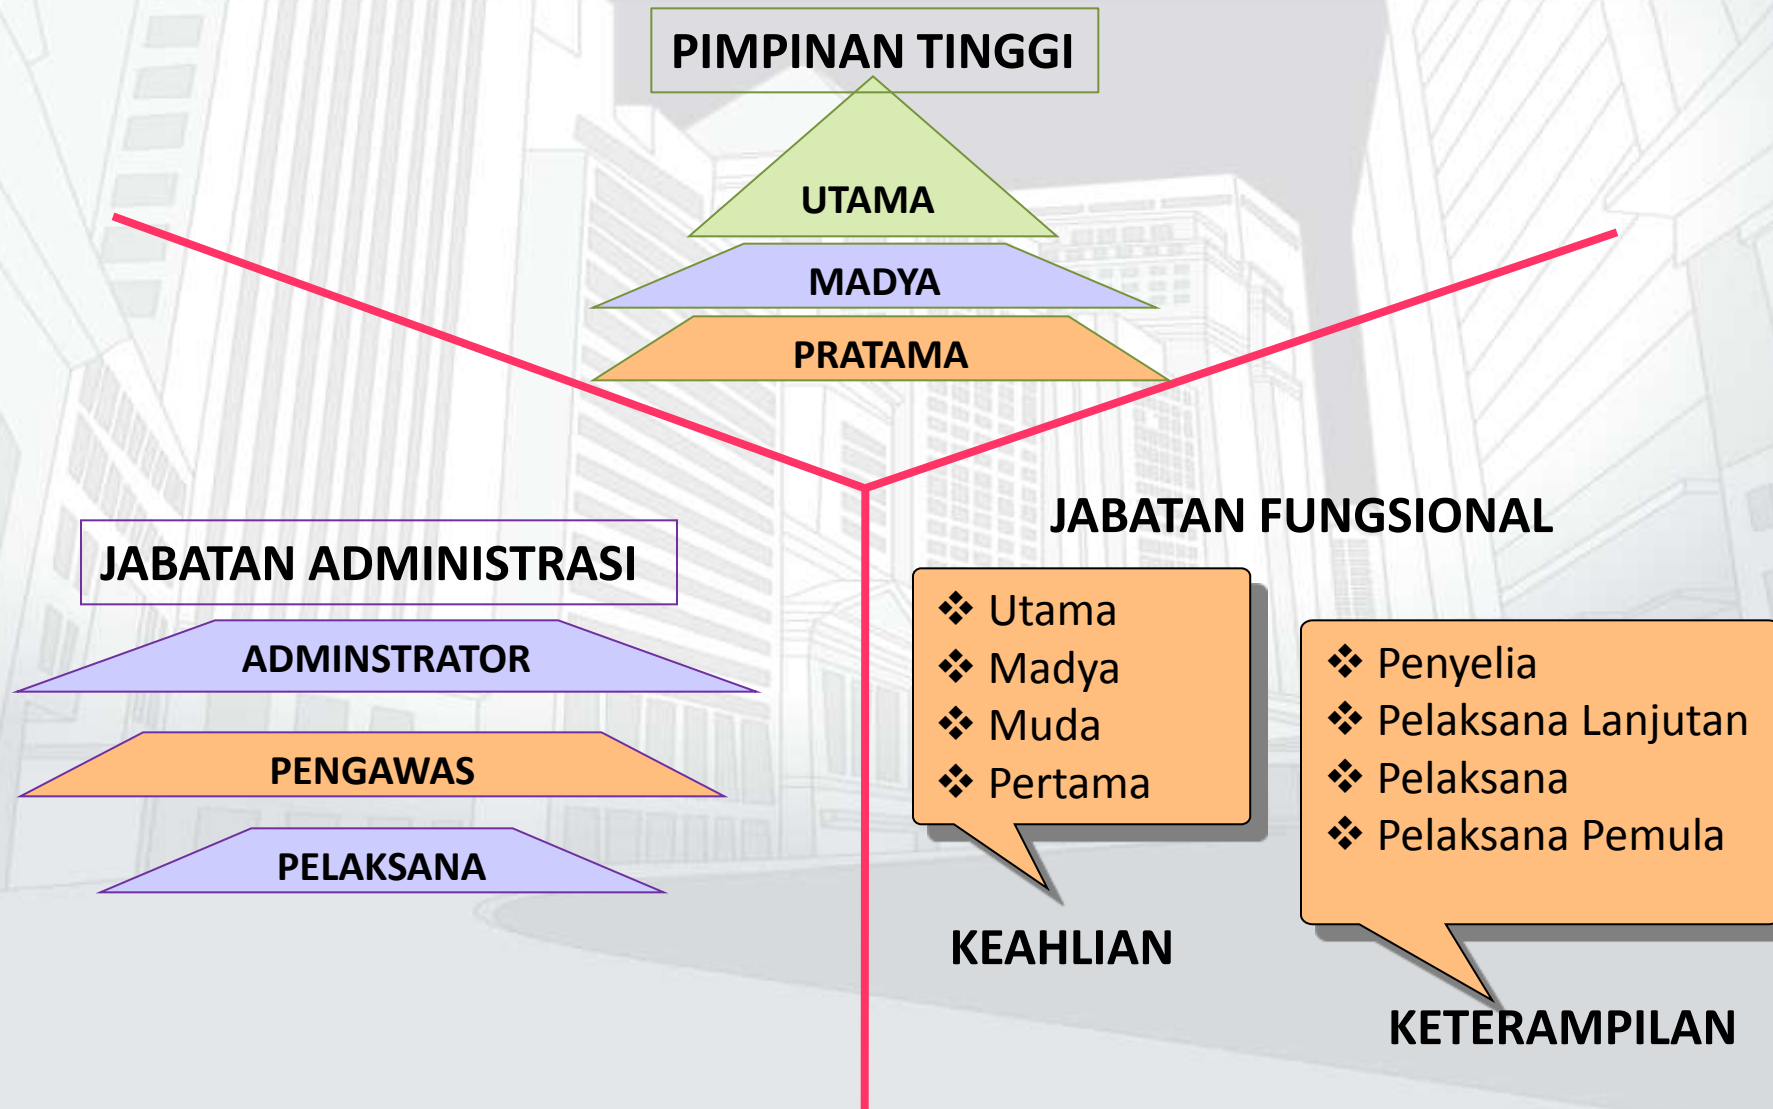 PIMPINAN TINGGI
UTAMA
MADYA
PRATAMA
JABATAN ADMINISTRASI
ADMINSTRATOR
PENGAWAS
PELAKSANA
JABATAN FUNGSIONAL
❖ Utama
❖ Madya
❖ Muda
❖ Pertama
KEAHLIAN
❖ Penyelia
❖ Pelaksana Lanjutan
❖ Pelaksana
❖ Pelaksana Pemula
KETERAMPILAN